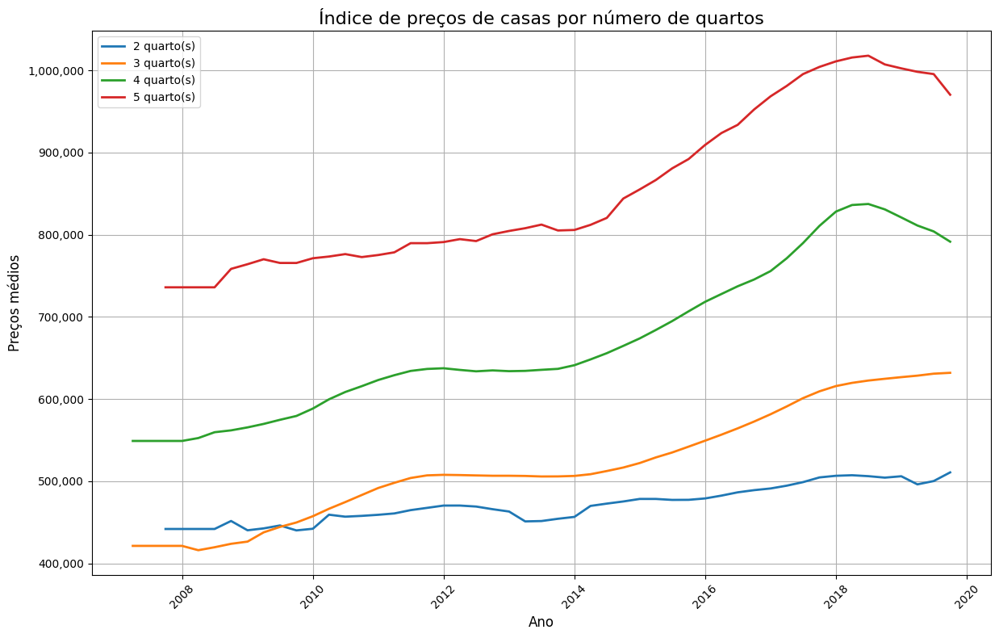 Índice de preços de casas por número de quartos
2 quarto(s)
3 quarto(s)
4 quarto(s)
5 quarto(s)
1,000,000
900,000
800,000
700,000
600,000
500,000
400,000
Preços médios
2008
2010
2012
2014
2016
2018
2020
Ano